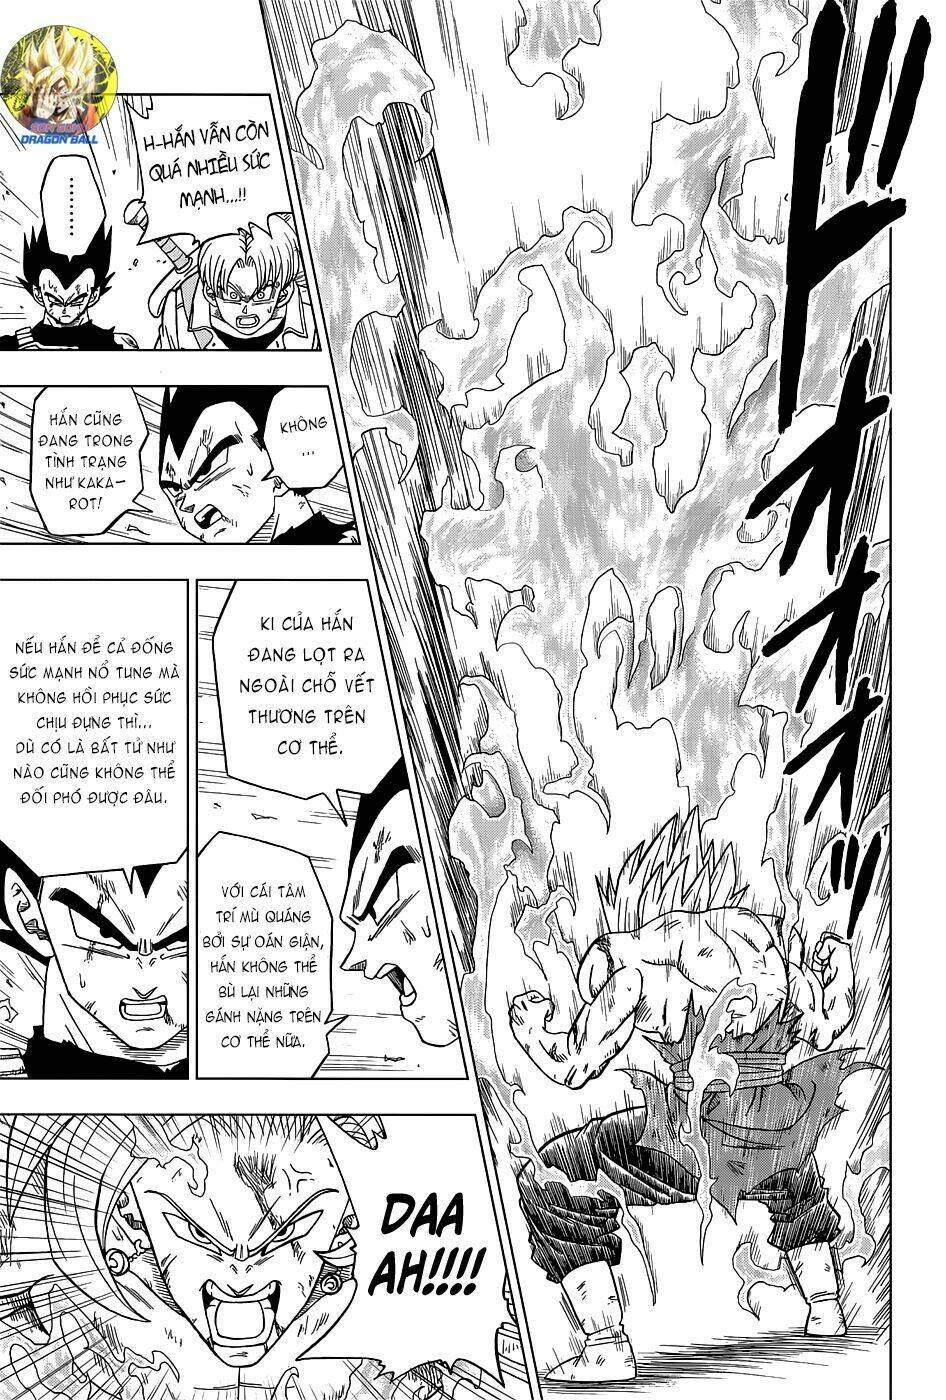 SON GOKU
DRAGON BALL
H-HẮN VẪN CÒN
QUÁ NHIỀU SỨC
MẠNH...!!
.......
ドオオオ
KHÔNG
...
HẮN CŨNG
ĐANG TRONG
TÌNH TRẠNG
NHƯ KAKA-
ROT!
KI CỦA HẮN
ĐANG LỌT RA
NGOÀI CHỖ VẾT
THƯƠNG TRÊN
CƠ THỂ.
VỚI CÁI TÂM
TRÍ MÙ QUÁNG
BỞI SỰ OÁN GIẬN,
HẮN KHÔNG THỂ
BÙ LẠI NHỮNG
GÁNH NẶNG TRÊN
CƠ THỂ NỮA.
NẾU HẮN ĐỂ CẢ ĐỐNG
SỨC MẠNH NỔ TUNG MÀ
KHÔNG HỒI PHỤC SỨC
CHỊU ĐỰNG THÌ...
DÙ CÓ LÀ BẤT TỬ NHƯ
NÀO CŨNG KHÔNG THỂ
ĐỐI PHÓ ĐƯỢC ĐÂU.
DAA
AH!!!!